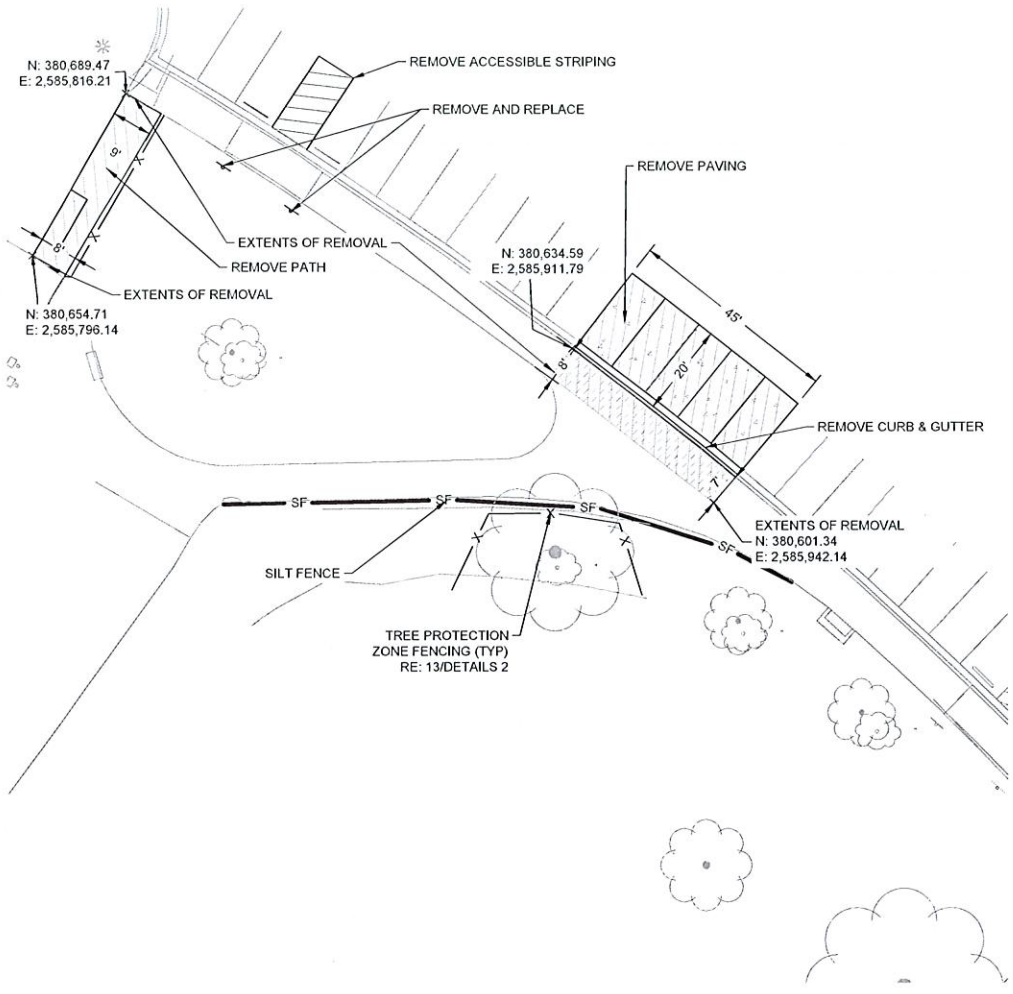 N: 380,689.47
E: 2,585,816.21
REMOVE ACCESSIBLE STRIPING
REMOVE AND REPLACE
9'
REMOVE PAVING
EXTENTS OF REMOVAL
REMOVE PATH
8'
EXTENTS OF REMOVAL
N: 380,654.71
E: 2,585,796.14
N: 380,634.59
E: 2,585,911.79
45'
8'
20'
REMOVE CURB & GUTTER
7'
EXTENTS OF REMOVAL
N: 380,601.34
E: 2,585,942.14
SF
SF
SF
SF
SILT FENCE
TREE PROTECTION
ZONE FENCING (TYP)
RE: 13/DETAILS 2